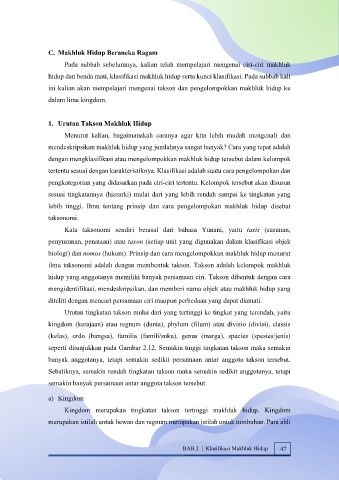 C. Makhluk Hidup Beraneka Ragam
Pada subbab sebelumnya, kalian telah mempelajari mengenai ciri-ciri makhluk
hidup dan benda mati, klasifikasi makhluk hidup serta kunci klasifikasi. Pada subbab kali
ini kalian akan mempelajari mengenai takson dan pengelompokkan makhluk hidup ke
dalam lima kingdom.
1. Urutan Takson Makhluk Hidup
Menurut kalian, bagaimanakah caranya agar kita lebih mudah mengenali dan
mendeskripsikan makhluk hidup yang jumlahnya sangat banyak? Cara yang tepat adalah
dengan mengklasifikasi atau mengelompokkan makhluk hidup tersebut dalam kelompok
tertentu sesuai dengan karakteristiknya. Klasifikasi adalah suatu cara pengelompokan dan
pengkategorian yang didasarkan pada ciri-ciri tertentu. Kelompok tersebut akan disusun
sesuai tingkatannya (hierarki) mulai dari yang lebih rendah sampai ke tingkatan yang
lebih tinggi. Ilmu tentang prinsip dan cara pengelompokan makhluk hidup disebut
taksonomi.
Kata taksonomi sendiri berasal dari bahasa Yunani, yaitu taxis (susunan,
penyusunan, penataan) atau taxon (setiap unit yang digunakan dalam klasifikasi objek
biologi) dan nomos (hukum). Prinsip dan cara mengelompokkan makhluk hidup menurut
ilmu taksonomi adalah dengan membentuk takson. Takson adalah kelompok makhluk
hidup yang anggotanya memiliki banyak persamaan ciri. Takson dibentuk dengan cara
mengidentifikasi, mendeskripsikan, dan memberi nama objek atau makhluk hidup yang
diteliti dengan mencari persamaan ciri maupun perbedaan yang dapat diamati.
Urutan tingkatan takson mulai dari yang tertinggi ke tingkat yang terendah, yaitu
kingdom (kerajaan) atau regnum (dunia), phylum (filum) atau divisio (divisi), classis
(kelas), ordo (bangsa), familia (famili/suku), genus (marga), species (spesies/jenis)
seperti ditunjukkan pada Gambar 2.12. Semakin tinggi tingkatan takson maka semakin
banyak anggotanya, tetapi semakin sedikit persamaan antar anggota takson tersebut.
Sebaliknya, semakin rendah tingkatan takson maka semakin sedikit anggotanya, tetapi
semakin banyak persamaan antar anggota takson tersebut.
a) Kingdom
Kingdom merupakan tingkatan takson tertinggi makhluk hidup. Kingdom
merupakan istilah untuk hewan dan regnum merupakan istilah untuk tumbuhan. Para ahli
BAB 2 | Klasifikasi Makhluk Hidup 47